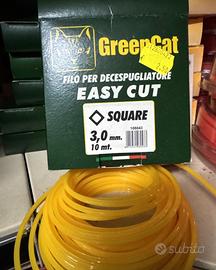 GreenCat
FILO PER DECESPUGLIATORE
EASY CUT
SQUARE
3,0 mm.
10 mt.
subito